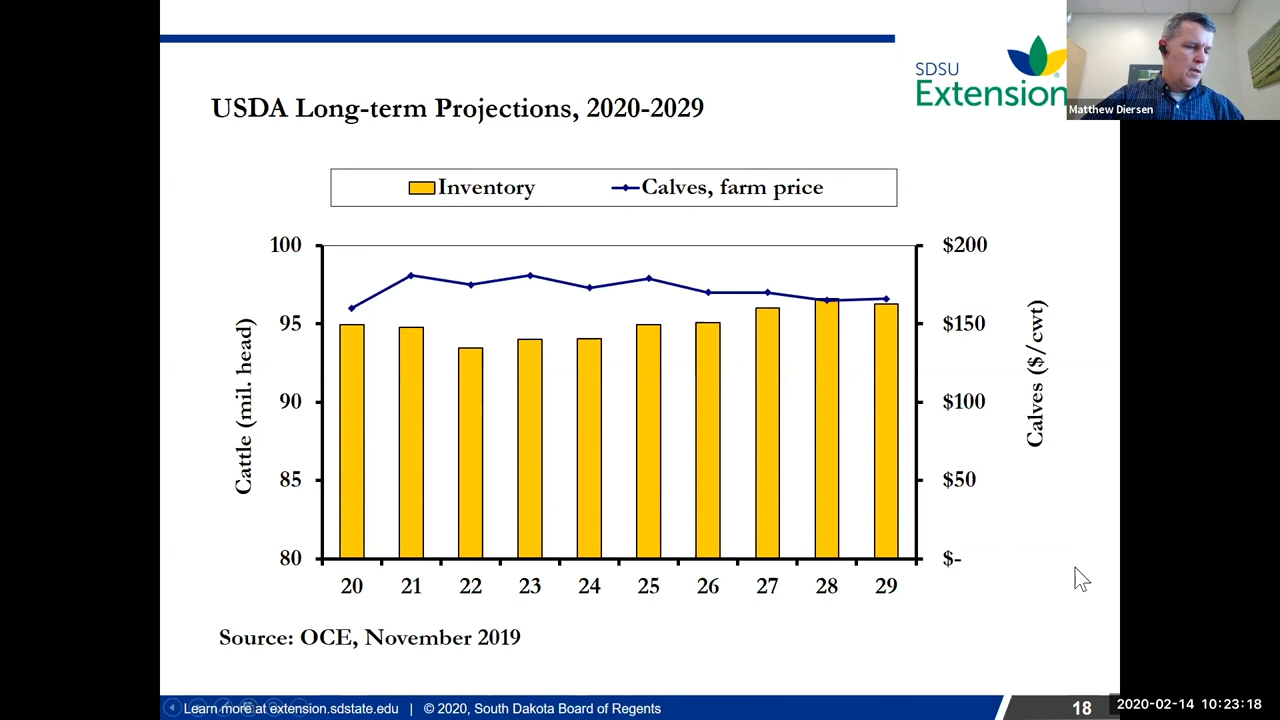 SDSU
Extension
Matthew Diersen
USDA Long-term Projections, 2020-2029
Inventory
Calves, farm price
100
95
90
85
80
Cattle (mil. head)
$200
$150
$100
$50
$-
Calves ($/cwt)
20 21 22 23 24 25 26 27 28 29
Source: OCE, November 2019
Learn more at extension.sdstate.edu | © 2020, South Dakota Board of Regents
18
2020-02-14 10:23:18